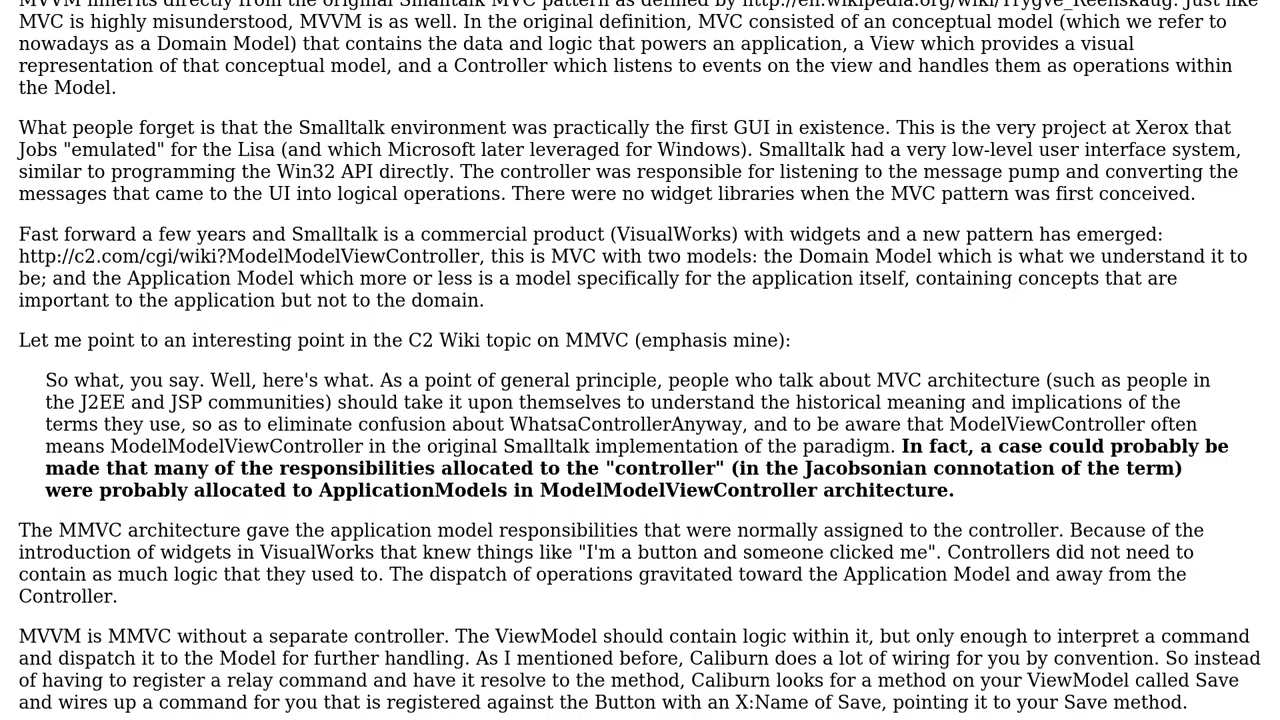 MVVM inherits directly from the original Smalltalk MVC pattern as defined by http://en.wikipedia.org/wiki/Trygve_Reenskaug. Just like
MVC is highly misunderstood, MVVM is as well. In the original definition, MVC consisted of an conceptual model (which we refer to
nowadays as a Domain Model) that contains the data and logic that powers an application, a View which provides a visual
representation of that conceptual model, and a Controller which listens to events on the view and handles them as operations within
the Model.
What people forget is that the Smalltalk environment was practically the first GUI in existence. This is the very project at Xerox that
Jobs "emulated" for the Lisa (and which Microsoft later leveraged for Windows). Smalltalk had a very low-level user interface system,
similar to programming the Win32 API directly. The controller was responsible for listening to the message pump and converting the
messages that came to the UI into logical operations. There were no widget libraries when the MVC pattern was first conceived.
Fast forward a few years and Smalltalk is a commercial product (VisualWorks) with widgets and a new pattern has emerged:
http://c2.com/cgi/wiki?ModelModelViewController, this is MVC with two models: the Domain Model which is what we understand it to
be; and the Application Model which more or less is a model specifically for the application itself, containing concepts that are
important to the application but not to the domain.
Let me point to an interesting point in the C2 Wiki topic on MMVC (emphasis mine):
So what, you say. Well, here's what. As a point of general principle, people who talk about MVC architecture (such as people in
the J2EE and JSP communities) should take it upon themselves to understand the historical meaning and implications of the
terms they use, so as to eliminate confusion about WhatsaControllerAnyway, and to be aware that ModelViewController often
means ModelModelViewController in the original Smalltalk implementation of the paradigm. In fact, a case could probably be
made that many of the responsibilities allocated to the "controller" (in the Jacobsonian connotation of the term)
were probably allocated to ApplicationModels in ModelModelViewController architecture.
The MMVC architecture gave the application model responsibilities that were normally assigned to the controller. Because of the
introduction of widgets in VisualWorks that knew things like "I'm a button and someone clicked me". Controllers did not need to
contain as much logic that they used to. The dispatch of operations gravitated toward the Application Model and away from the
Controller.
MVVM is MMVC without a separate controller. The ViewModel should contain logic within it, but only enough to interpret a command
and dispatch it to the Model for further handling. As I mentioned before, Caliburn does a lot of wiring for you by convention. So instead
of having to register a relay command and have it resolve to the method, Caliburn looks for a method on your ViewModel called Save
and wires up a command for you that is registered against the Button with an X:Name of Save, pointing it to your Save method.